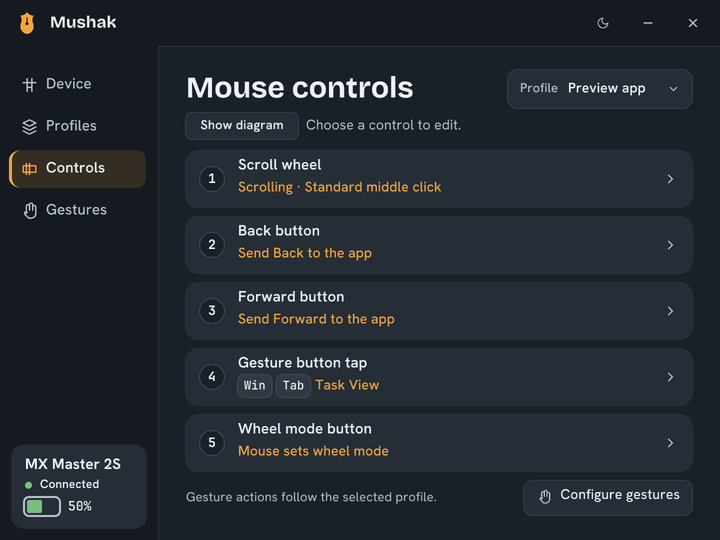 Mushak
Device
Profiles
Controls
Gestures
MX Master 2S
Connected
50%
Mouse controls
Profile Preview app
Show diagram Choose a control to edit.
1 Scroll wheel
Scrolling · Standard middle click
2 Back button
Send Back to the app
3 Forward button
Send Forward to the app
4 Gesture button tap
Win Tab Task View
5 Wheel mode button
Mouse sets wheel mode
Gesture actions follow the selected profile.
Configure gestures